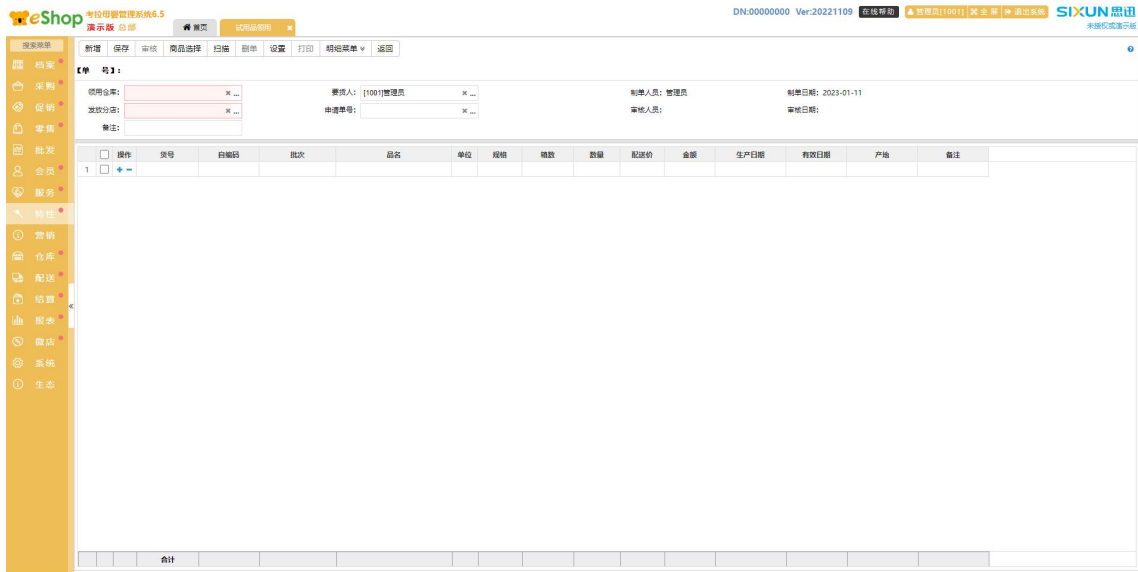 eShop 考拉母婴管理系统6.5
演示版 总部
首页 试用品领用
DN:00000000 Ver:20221109 在线帮助 管理员[1001] 全 屏 退出系统 SIXUN思迅
未授权或演示版
搜索菜单
新增 保存 审核 商品选择 扫描 删单 设置 打印 明细菜单 返回
【单 号】:
领用仓库: 要货人: [1001]管理员 制单人员: 管理员 制单日期: 2023-01-11
发放分店: 申请单号: 审核人员: 审核日期:
备注:
操作 货号 自编码 批次 品名 单位 规格 箱数 数量 配送价 金额 生产日期 有效日期 产地 备注
1
档案
采购
促销
零售
批发
会员
服务
特性
营销
仓库
配送
结算
报表
微店
系统
生态
合计